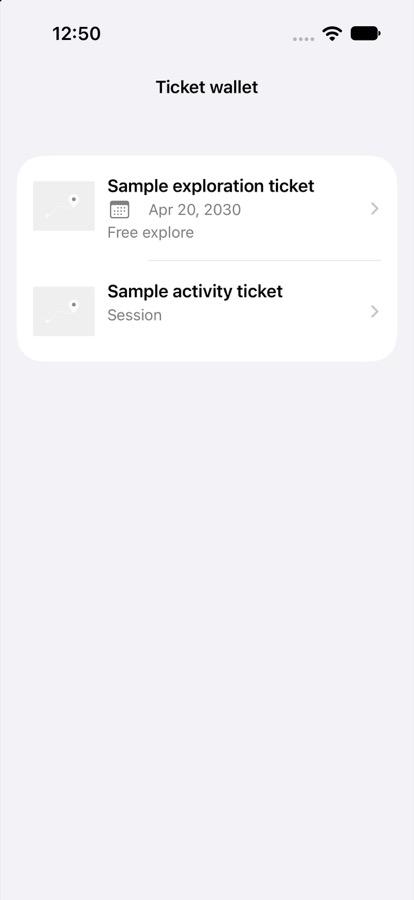 12:50
Ticket wallet
Sample exploration ticket
Apr 20, 2030
Free explore
Sample activity ticket
Session